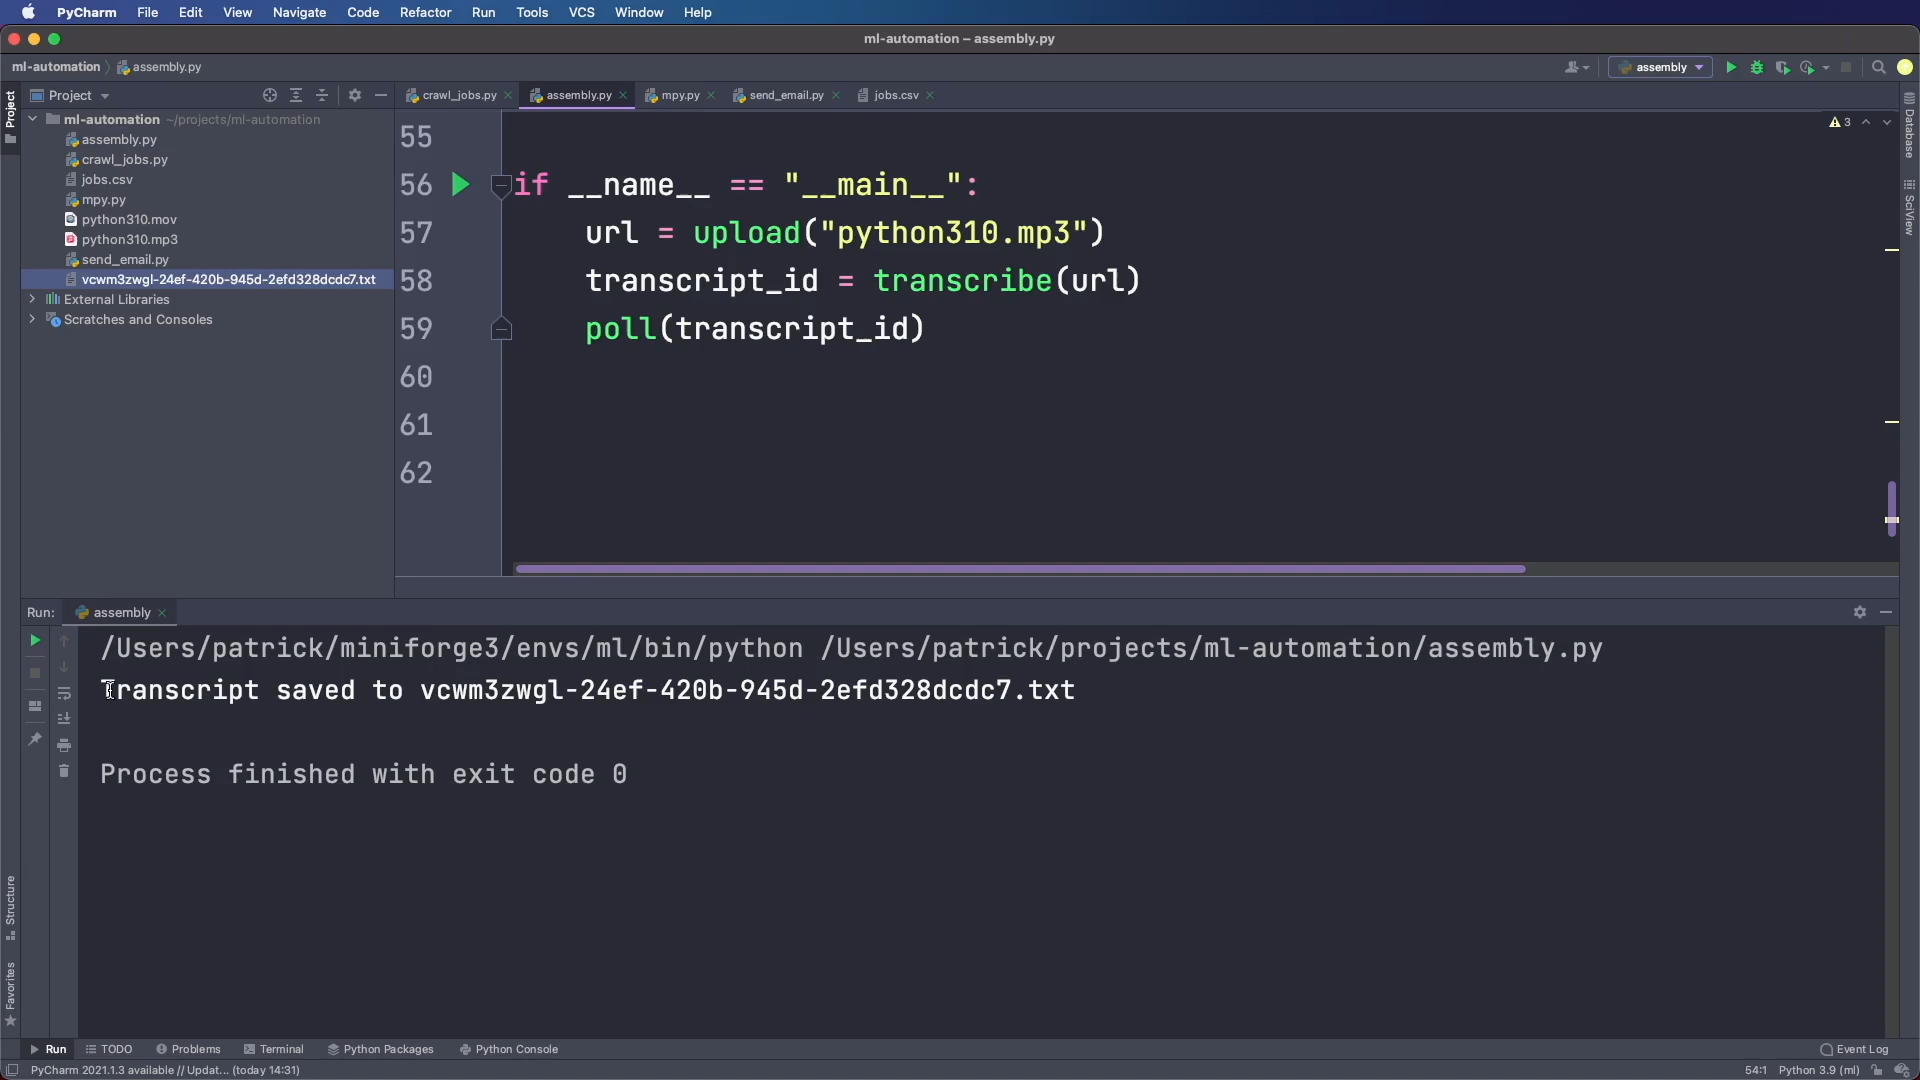 PyCharm File Edit View Navigate Code Refactor Run Tools VCS Window Help
ml-automation – assembly.py
ml-automation assembly.py
assembly
Project
Project
crawl_jobs.py
assembly.py
mpy.py
send_email.py
jobs.csv
ml-automation ~/projects/ml-automation
assembly.py
crawl_jobs.py
jobs.csv
mpy.py
python310.mov
python310.mp3
send_email.py
vcwm3zwgl-24ef-420b-945d-2efd328dcdc7.txt
External Libraries
Scratches and Consoles
3
Database
SciView
55
56 if __name__ == "__main__":
57 url = upload("python310.mp3")
58 transcript_id = transcribe(url)
59 poll(transcript_id)
60
61
62
Run: assembly
/Users/patrick/miniforge3/envs/ml/bin/python /Users/patrick/projects/ml-automation/assembly.py
Transcript saved to vcwm3zwgl-24ef-420b-945d-2efd328dcdc7.txt
Process finished with exit code 0
Structure
Favorites
Run TODO Problems Terminal Python Packages Python Console Event Log
PyCharm 2021.1.3 available // Updat... (today 14:31) 54:1 Python 3.9 (ml)